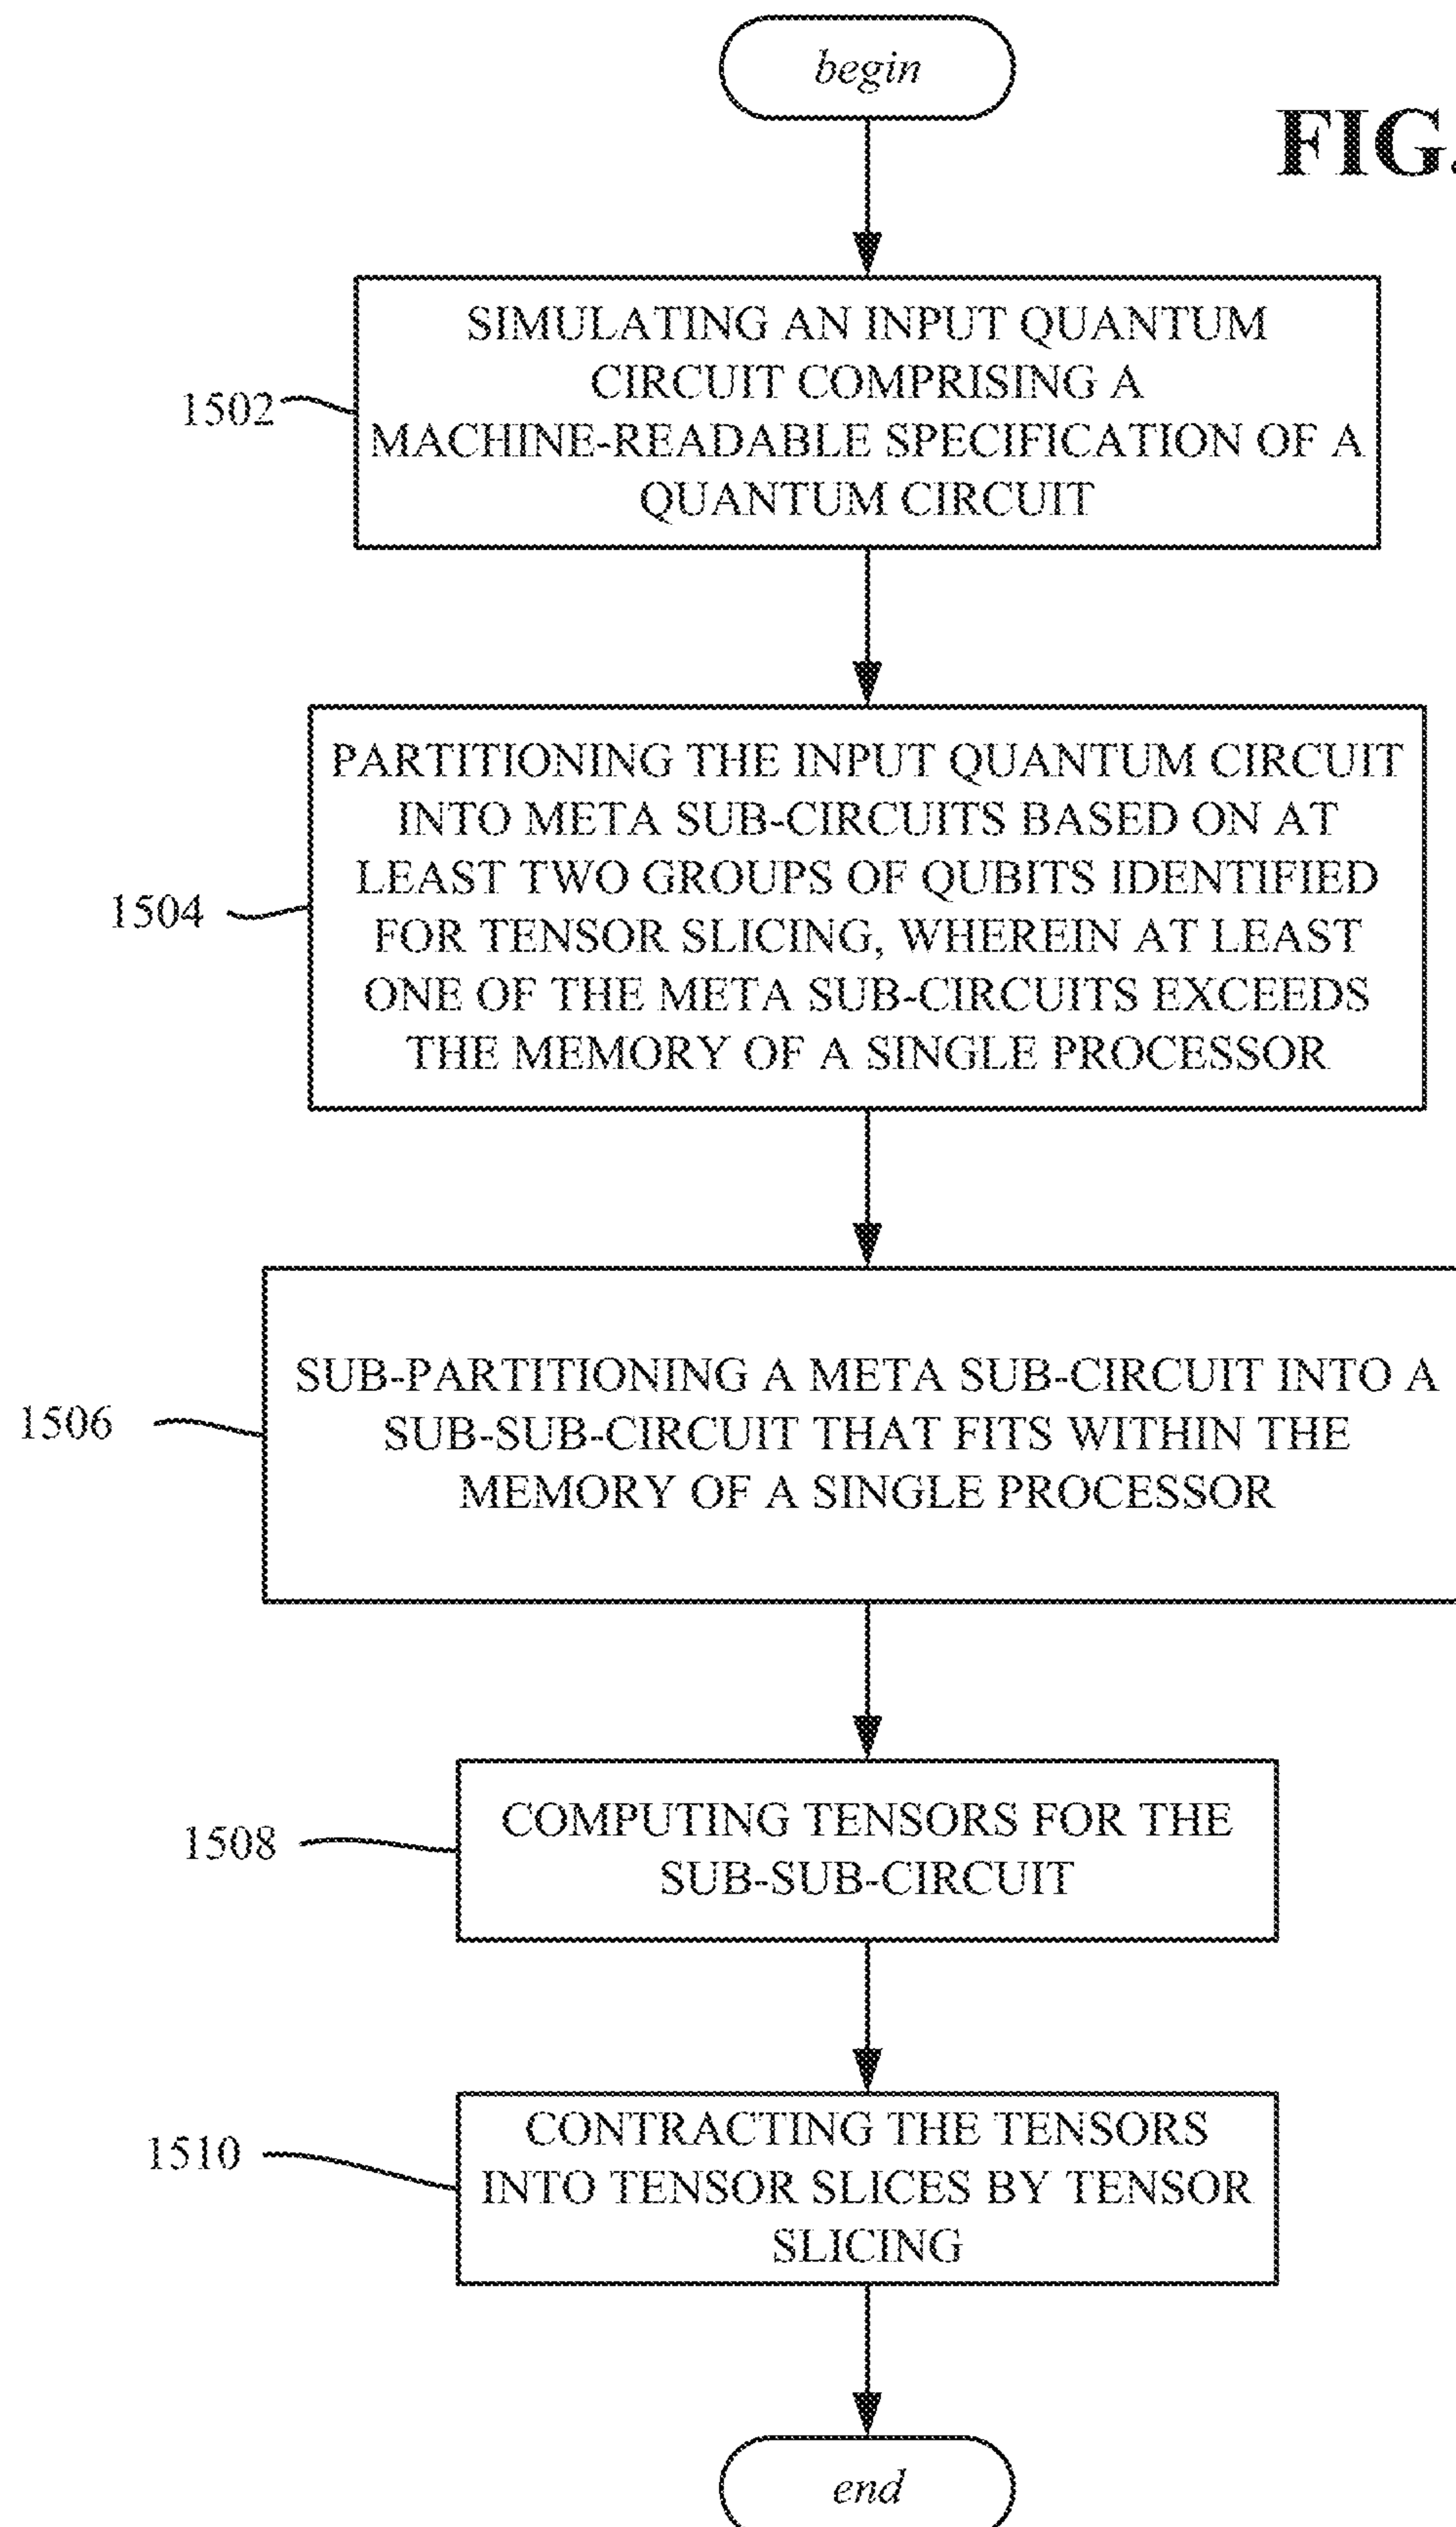 begin
FIG.
SIMULATING AN INPUT QUANTUM
CIRCUIT COMPRISING A
MACHINE-READABLE SPECIFICATION OF A
QUANTUM CIRCUIT
1502
PARTITIONING THE INPUT QUANTUM CIRCUIT
INTO META SUB-CIRCUITS BASED ON AT
LEAST TWO GROUPS OF QUBITS IDENTIFIED
FOR TENSOR SLICING, WHEREIN AT LEAST
ONE OF THE META SUB-CIRCUITS EXCEEDS
THE MEMORY OF A SINGLE PROCESSOR
1504
SUB-PARTITIONING A META SUB-CIRCUIT INTO A
SUB-SUB-CIRCUIT THAT FITS WITHIN THE
MEMORY OF A SINGLE PROCESSOR
1506
COMPUTING TENSORS FOR THE
SUB-SUB-CIRCUIT
1508
CONTRACTING THE TENSORS
INTO TENSOR SLICES BY TENSOR
SLICING
1510
end